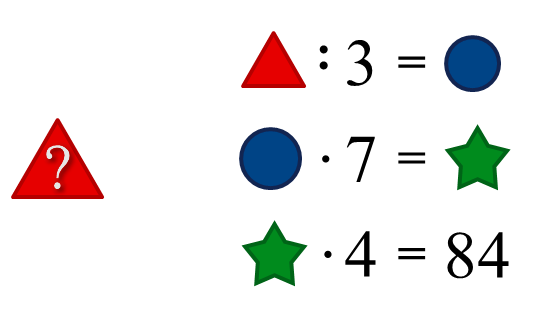 : 3 =
?
· 7 =
· 4 = 84